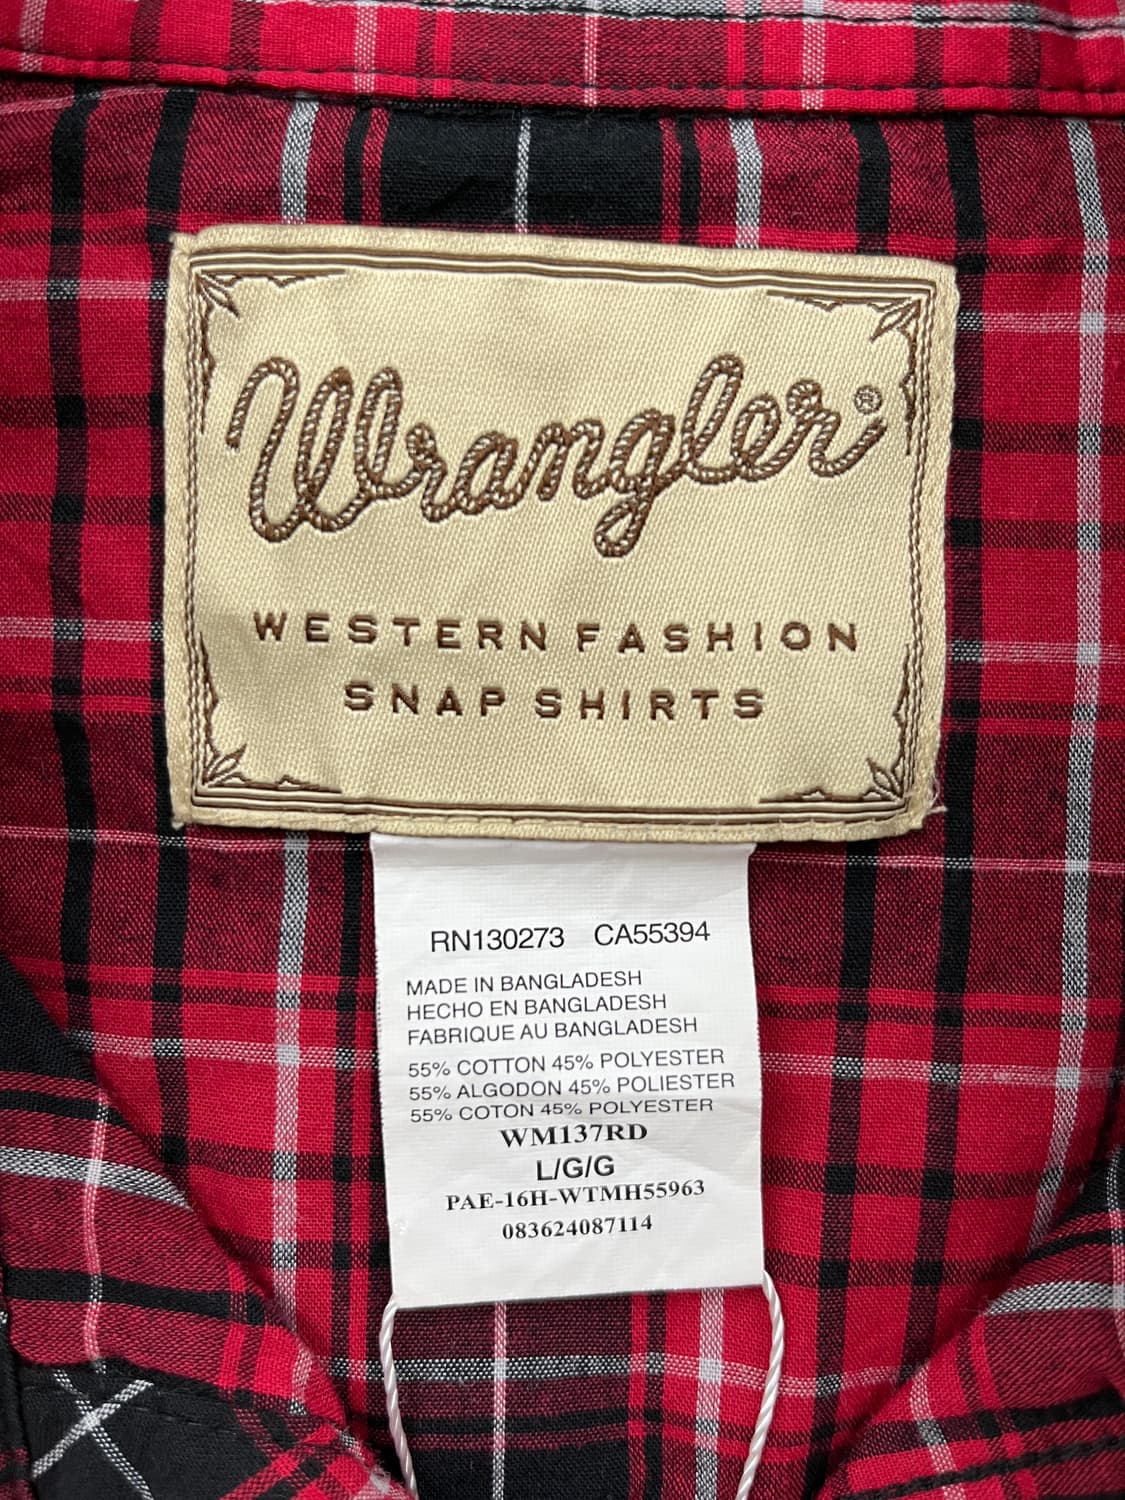 Wrangler®
WESTERN FASHION
SNAP SHIRTS
RN130273 CA55394
MADE IN BANGLADESH
HECHO EN BANGLADESH
FABRIQUE AU BANGLADESH
55% COTTON 45% POLYESTER
55% ALGODON 45% POLIESTER
55% COTON 45% POLYESTER
WM137RD
L/G/G
PAE-16H-WTMH55963
083624087114